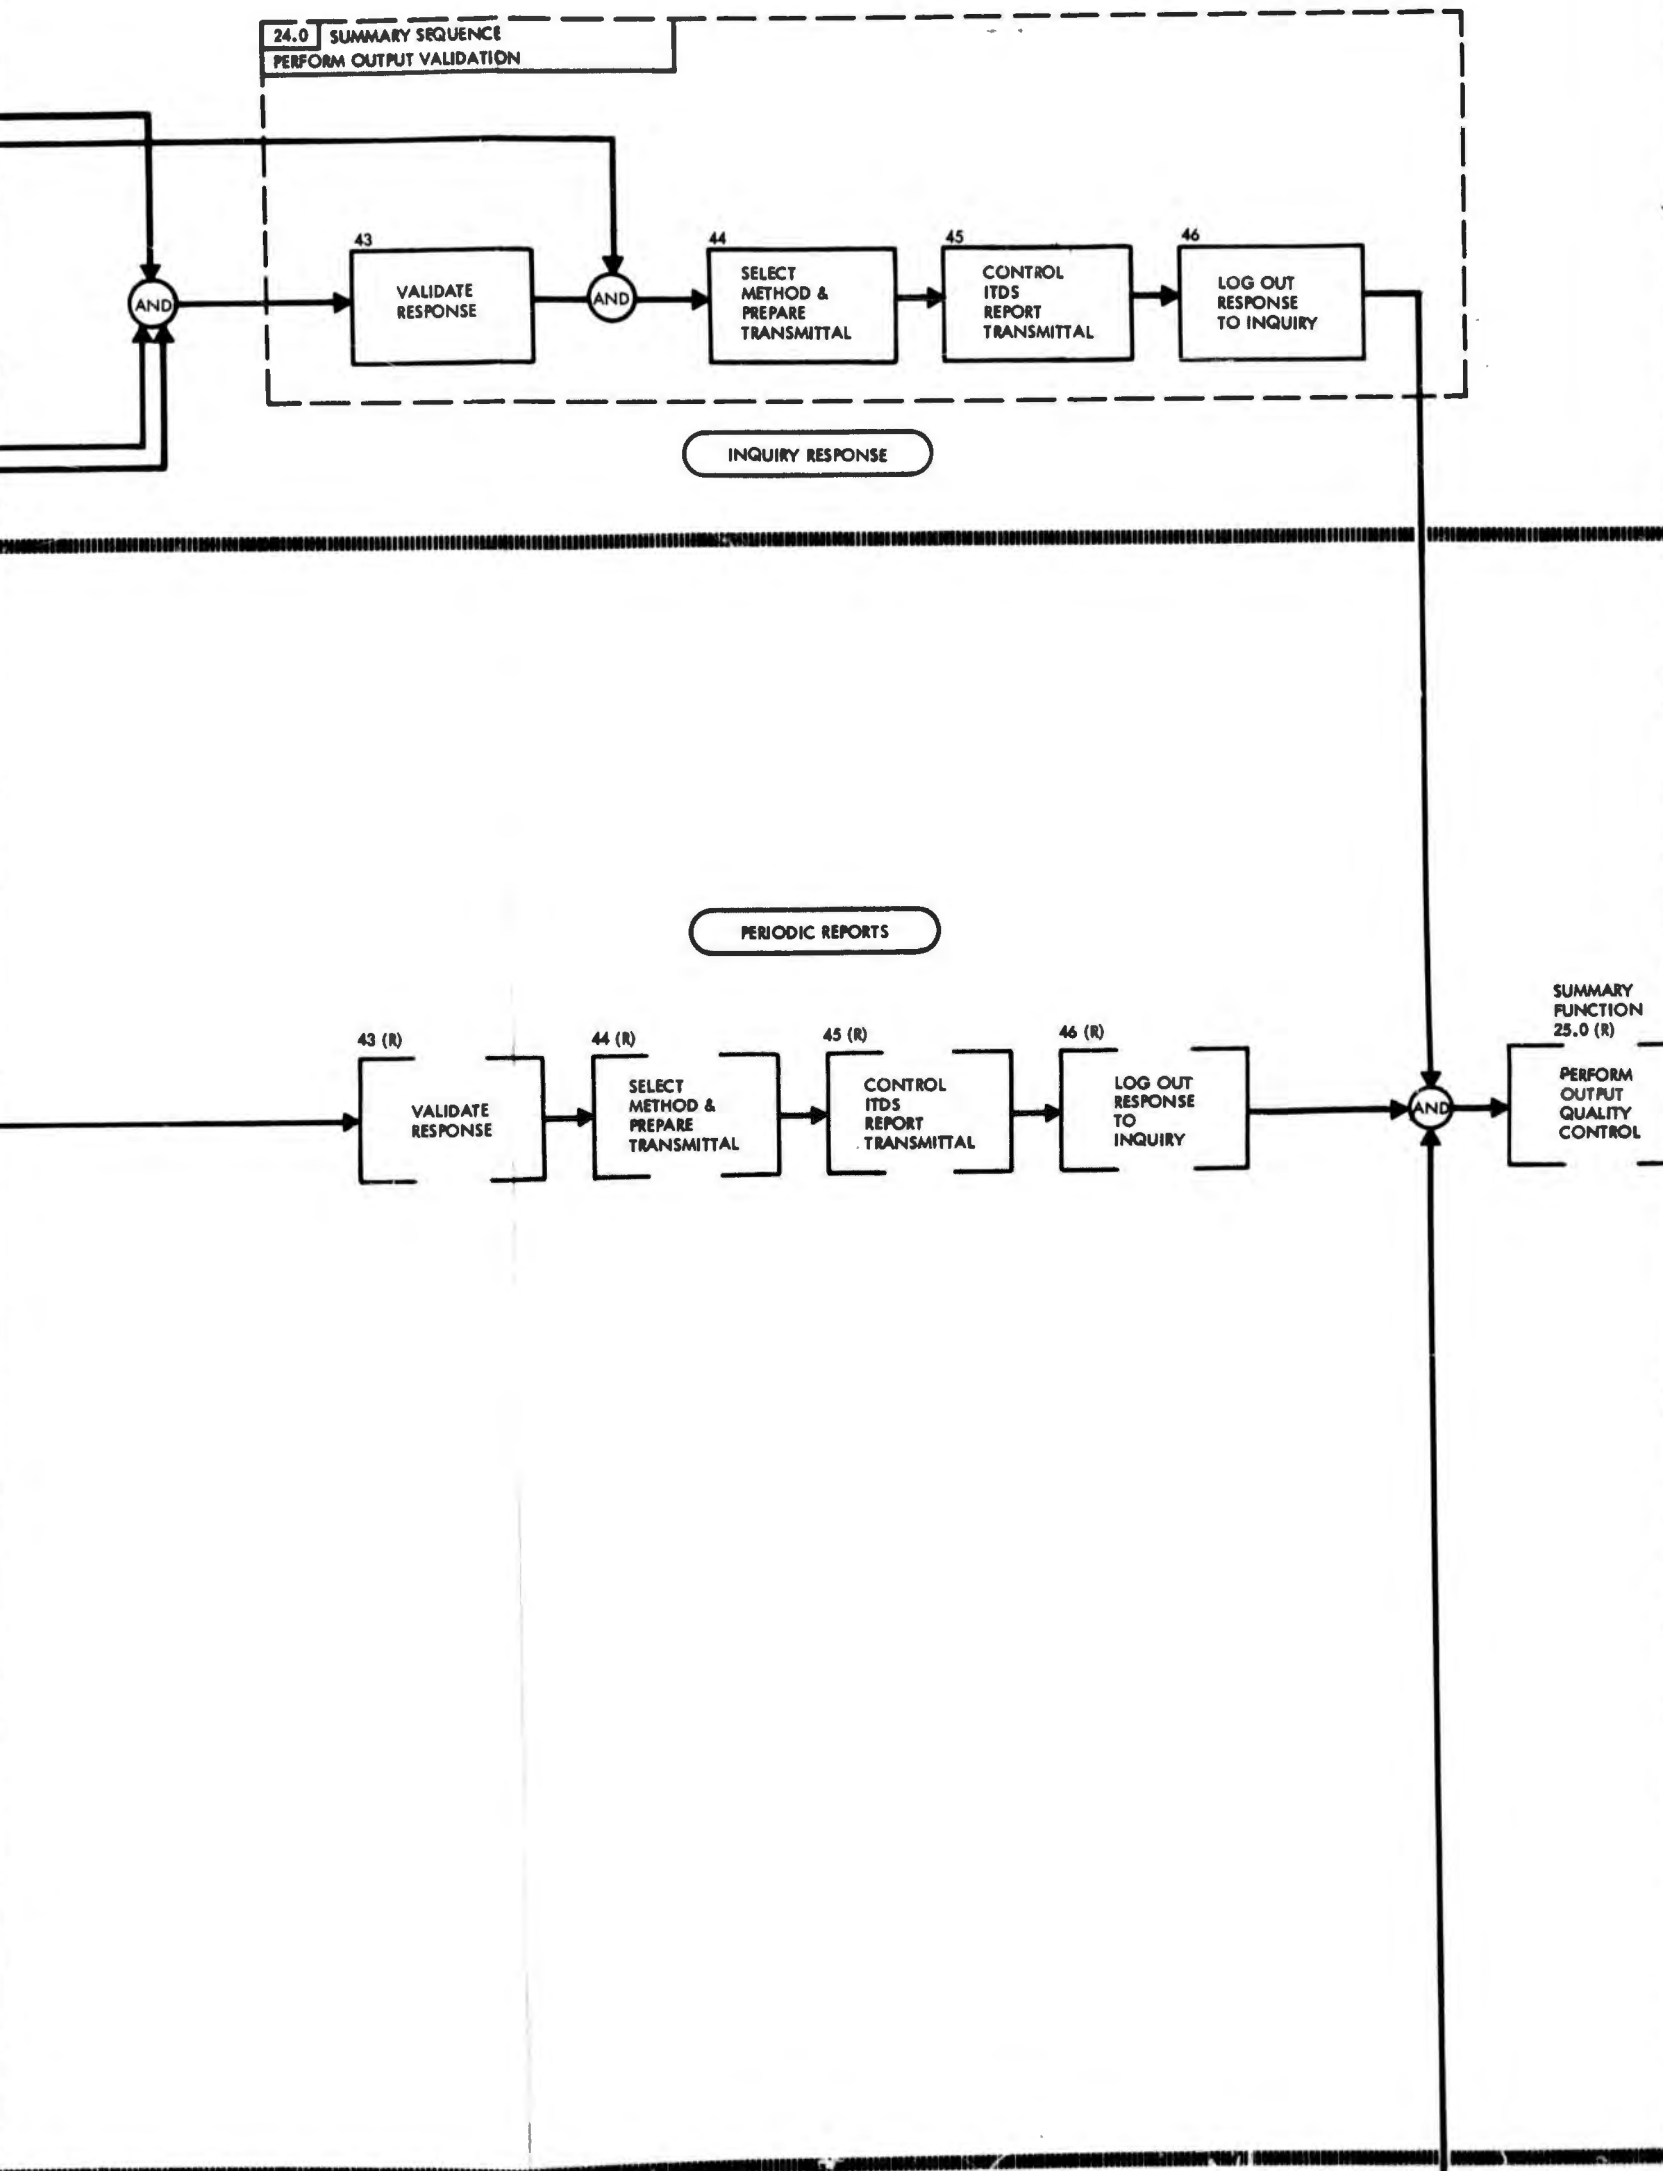 24.0 SUMMARY SEQUENCE
PERFORM OUTPUT VALIDATION
43
VALIDATE
RESPONSE
AND
AND
44
SELECT
METHOD &
PREPARE
TRANSMITTAL
45
CONTROL
ITDS
REPORT
TRANSMITTAL
46
LOG OUT
RESPONSE
TO INQUIRY
INQUIRY RESPONSE
PERIODIC REPORTS
43 (R)
VALIDATE
RESPONSE
44 (R)
SELECT
METHOD &
PREPARE
TRANSMITTAL
45 (R)
CONTROL
ITDS
REPORT
TRANSMITTAL
46 (R)
LOG OUT
RESPONSE
TO
INQUIRY
AND
SUMMARY
FUNCTION
25.0 (R)
PERFORM
OUTPUT
QUALITY
CONTROL